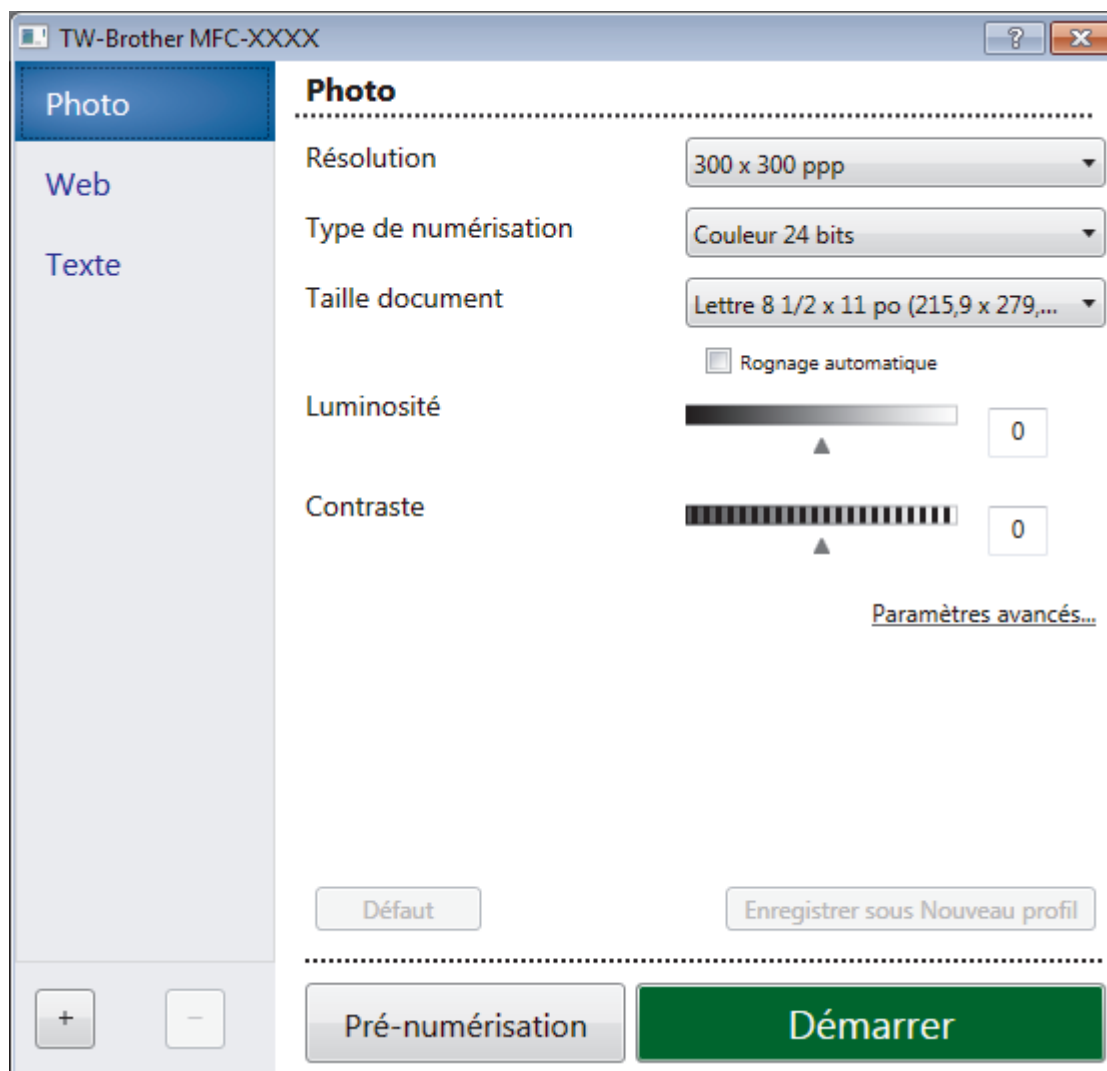 TW-Brother MFC-XXXX
?
Photo
Web
Texte
Photo
Résolution
300 x 300 ppp
Type de numérisation
Couleur 24 bits
Taille document
Lettre 8 1/2 x 11 po (215,9 x 279,...
Rognage automatique
Luminosité
0
Contraste
0
Paramètres avancés...
Défaut
Enregistrer sous Nouveau profil
+
−
Pré-numérisation
Démarrer